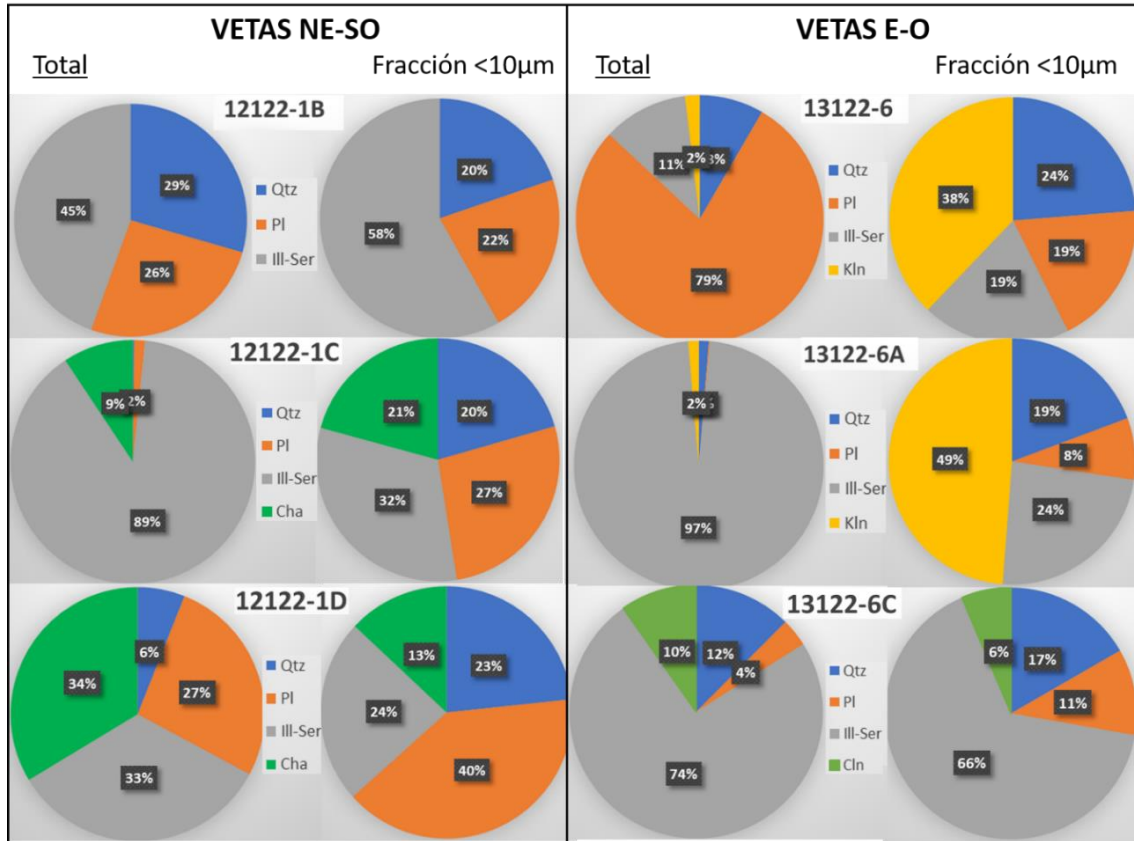 VETAS NE-SO
Total Fracción <10µm
12122-1B
29%
26%
45%
Qtz
Pl
Ill-Ser
20%
22%
58%
12122-1C
9%
2%
89%
Qtz
Pl
Ill-Ser
Cha
20%
27%
32%
21%
12122-1D
6%
27%
33%
34%
Qtz
Pl
Ill-Ser
Cha
23%
40%
24%
13%
VETAS E-O
Total Fracción <10µm
13122-6
11%
2%
79%
Qtz
Pl
Ill-Ser
Kln
24%
19%
19%
38%
13122-6A
2%
97%
Qtz
Pl
Ill-Ser
Kln
19%
8%
24%
49%
13122-6C
12%
4%
74%
10%
Qtz
Pl
Ill-Ser
Cln
17%
11%
66%
6%